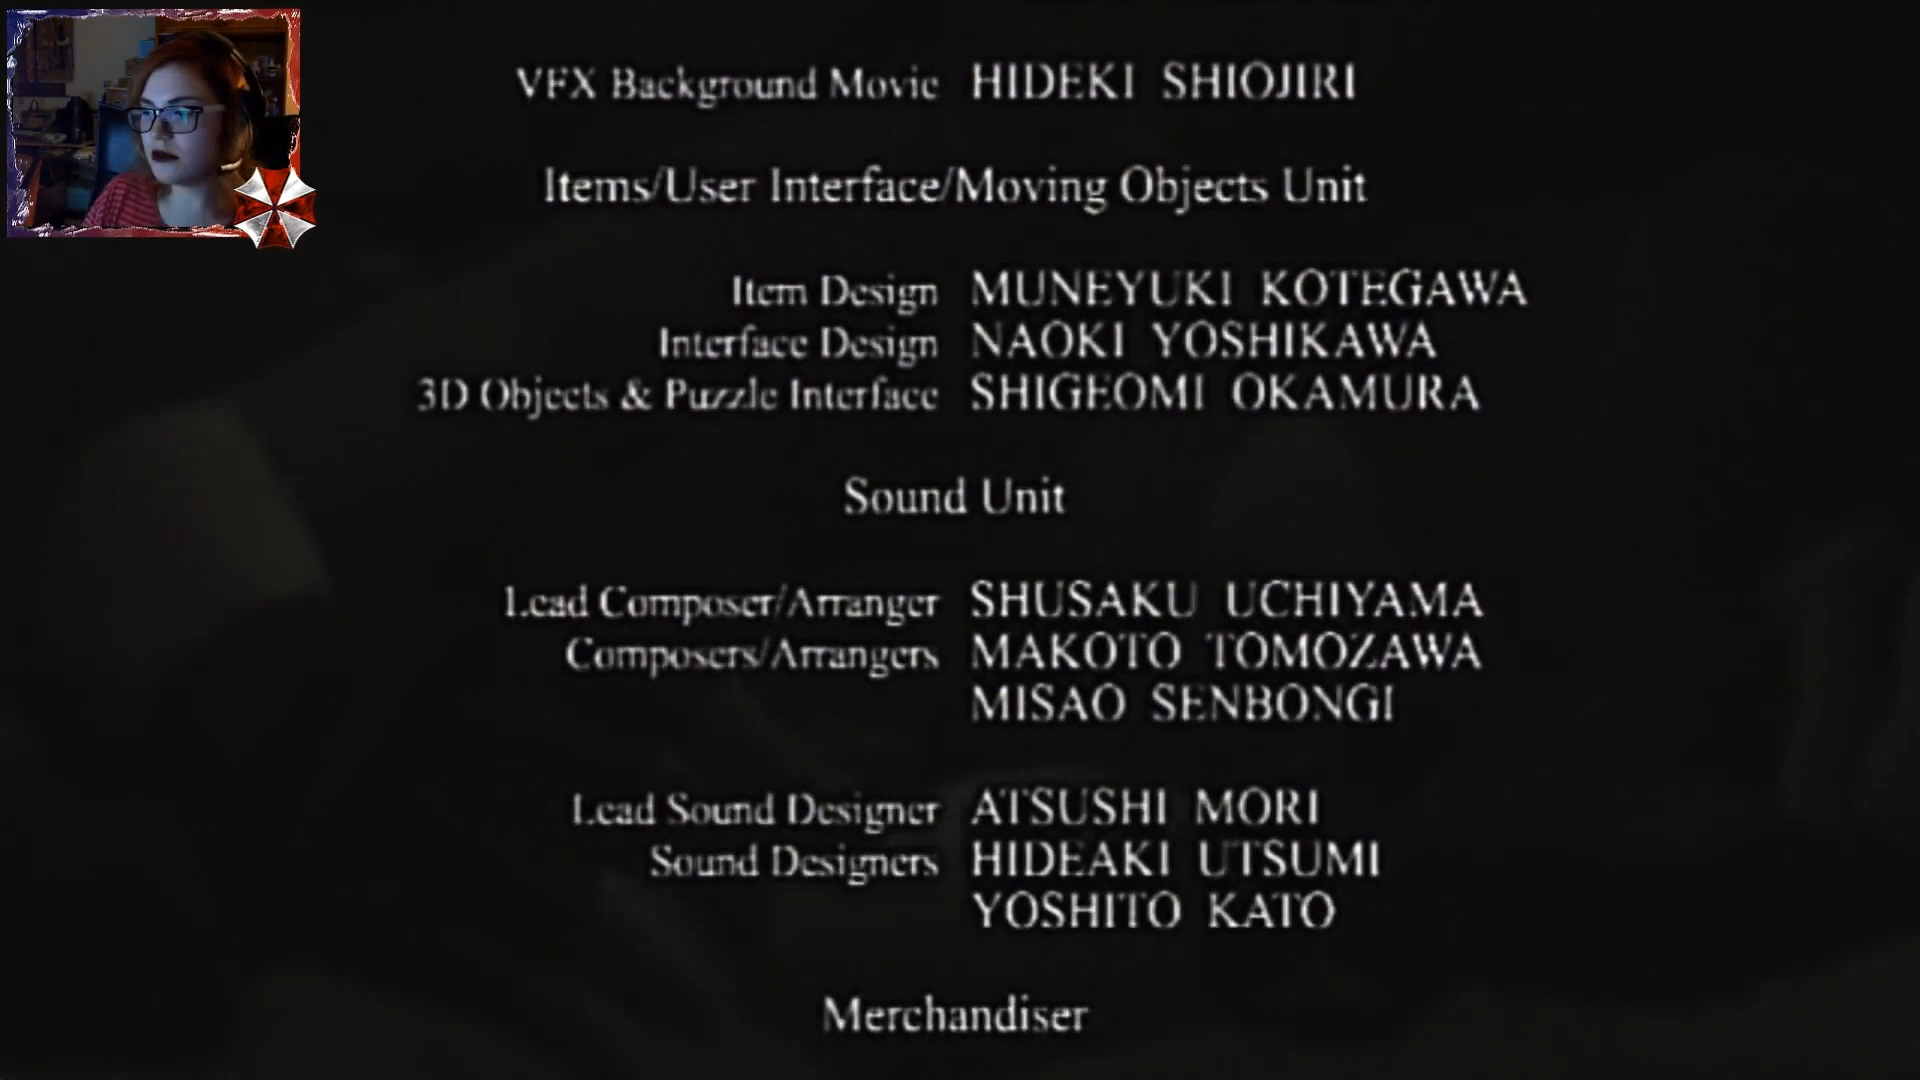 VFX Background Movie HIDEKI SHIOJIRI
Items/User Interface/Moving Objects Unit
Item Design MUNEYUKI KOTEGAWA
Interface Design NAOKI YOSHIKAWA
3D Objects & Puzzle Interface SHIGEOMI OKAMURA
Sound Unit
Lead Composer/Arranger SHUSAKU UCHIYAMA
Composers/Arrangers MAKOTO TOMOZAWA
MISAO SENBONGI
Lead Sound Designer ATSUSHI MORI
Sound Designers HIDEAKI UTSUMI
YOSHITO KATO
Merchandiser